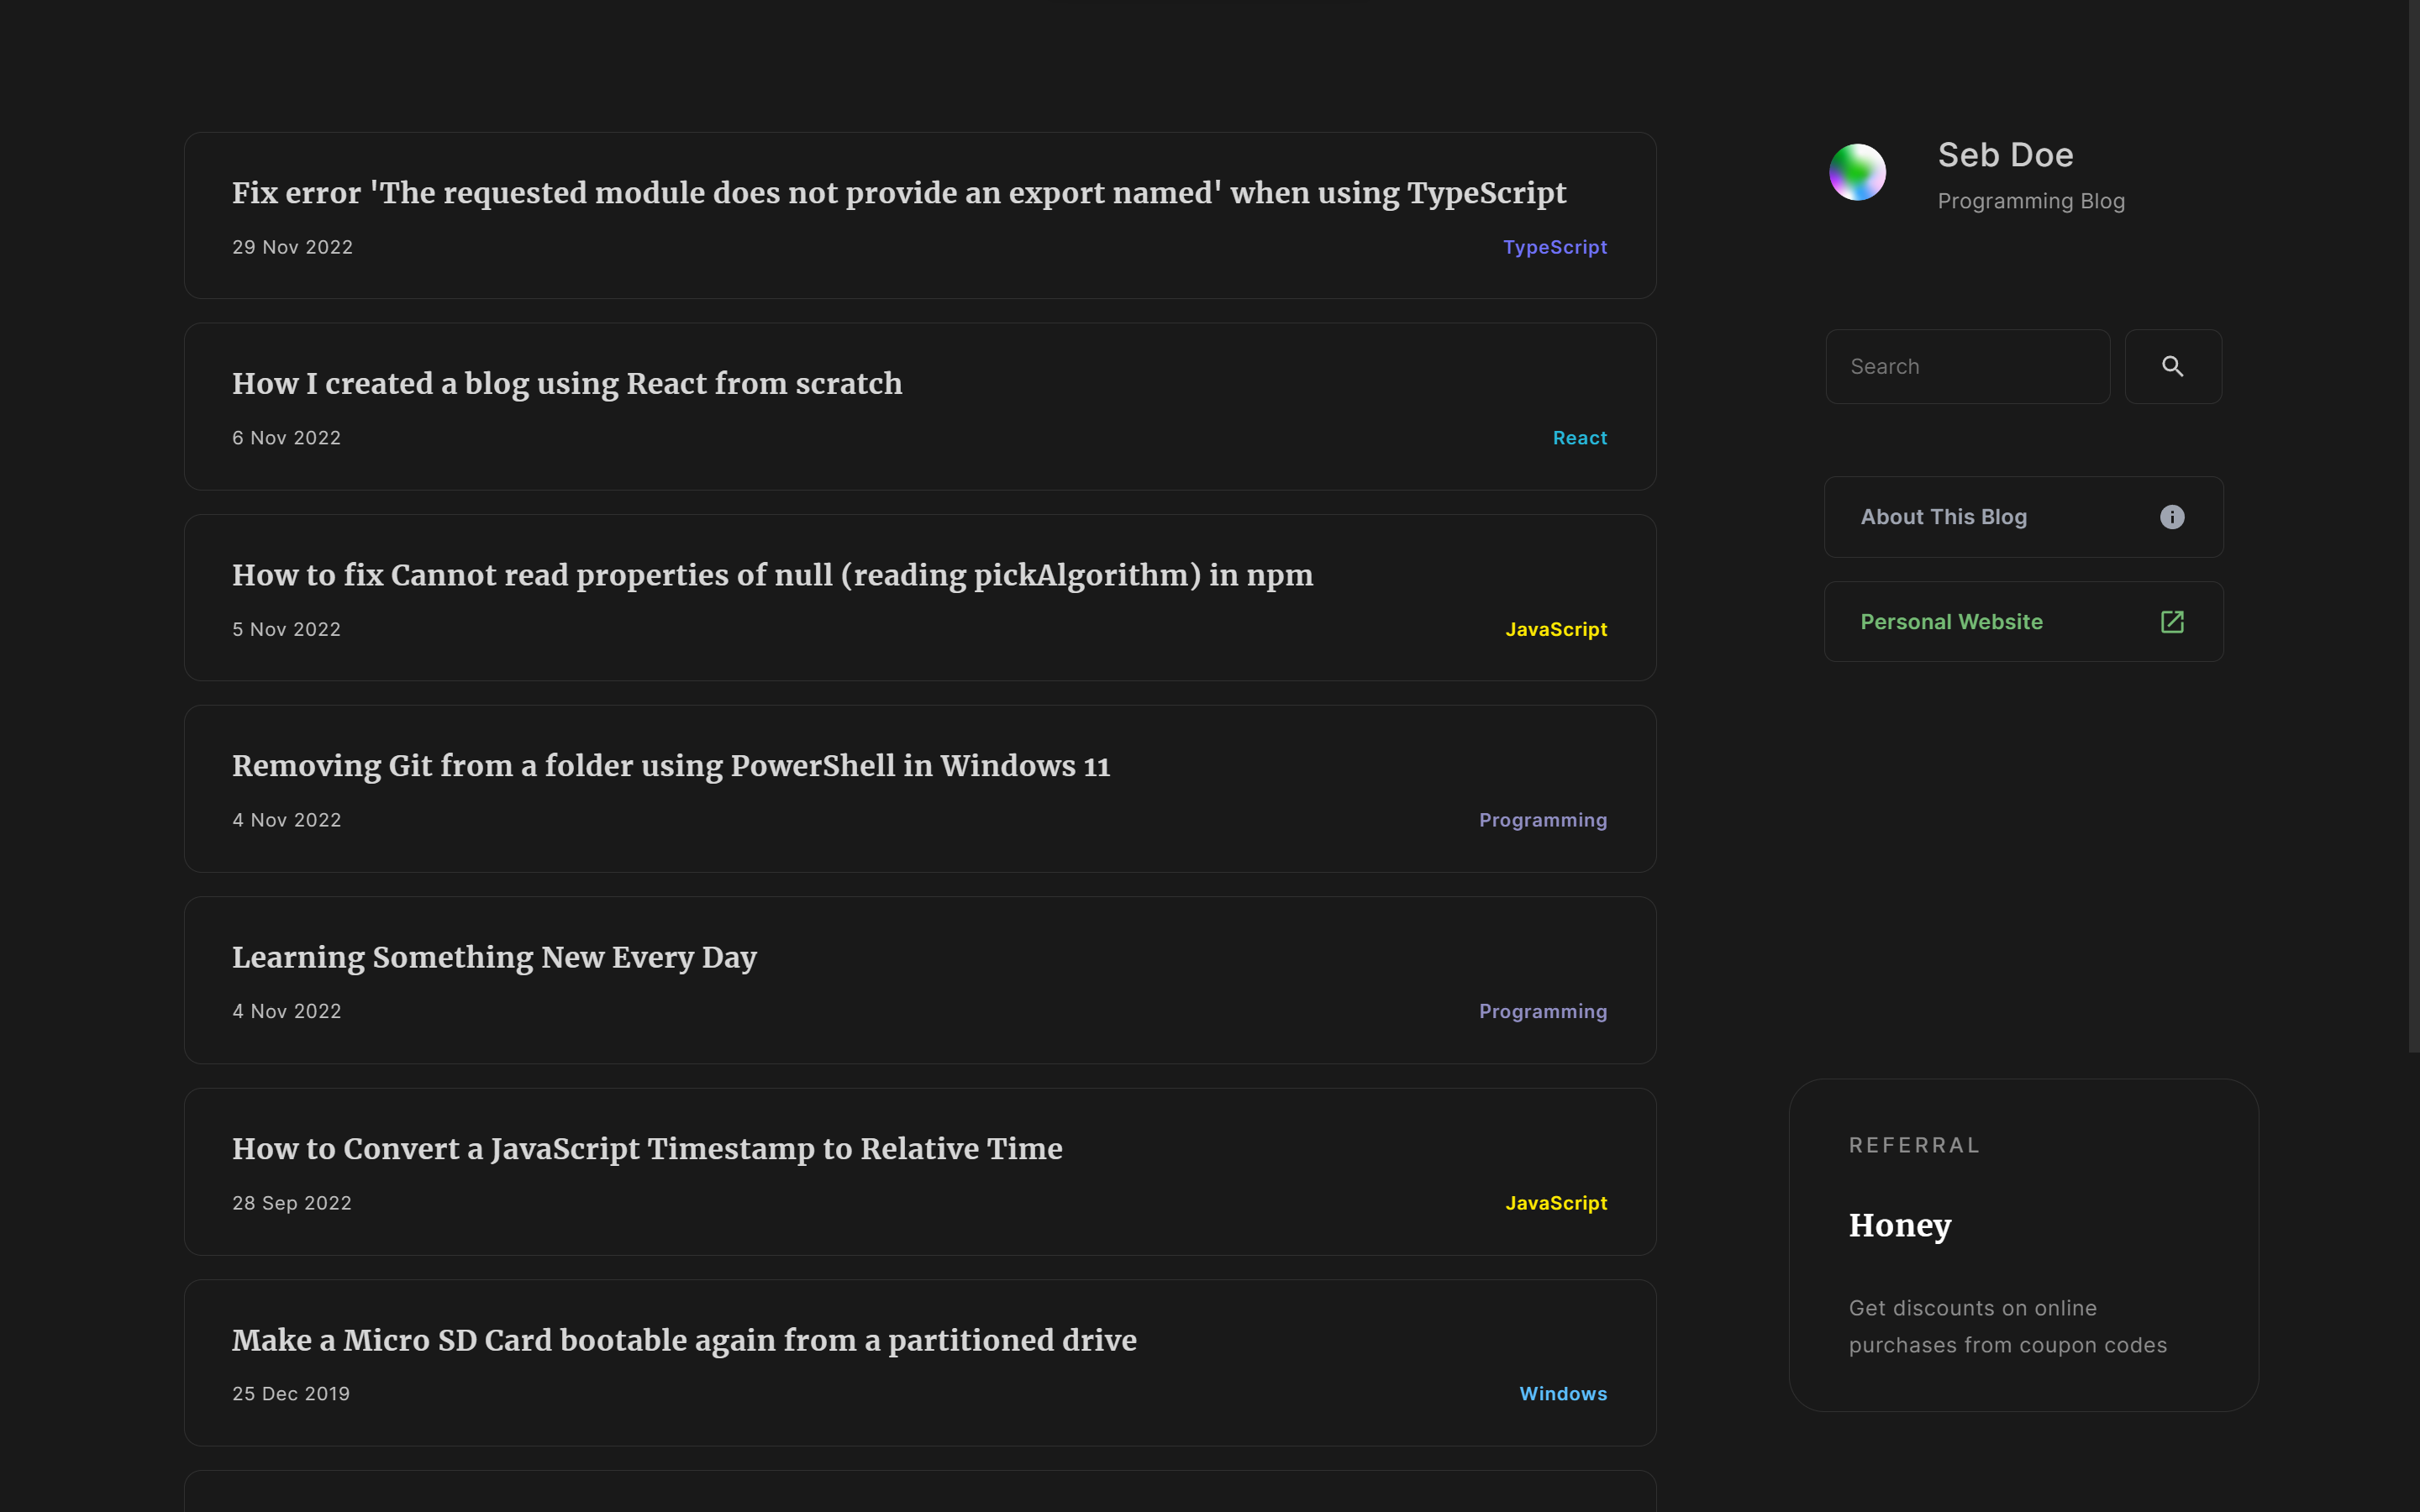 Fix error 'The requested module does not provide an export named' when using TypeScript
29 Nov 2022
TypeScript
How I created a blog using React from scratch
6 Nov 2022
React
How to fix Cannot read properties of null (reading pickAlgorithm) in npm
5 Nov 2022
JavaScript
Removing Git from a folder using PowerShell in Windows 11
4 Nov 2022
Programming
Learning Something New Every Day
4 Nov 2022
Programming
How to Convert a JavaScript Timestamp to Relative Time
28 Sep 2022
JavaScript
Make a Micro SD Card bootable again from a partitioned drive
25 Dec 2019
Windows
Seb Doe
Programming Blog
Search
About This Blog
Personal Website
REFERRAL
Honey
Get discounts on online
purchases from coupon codes